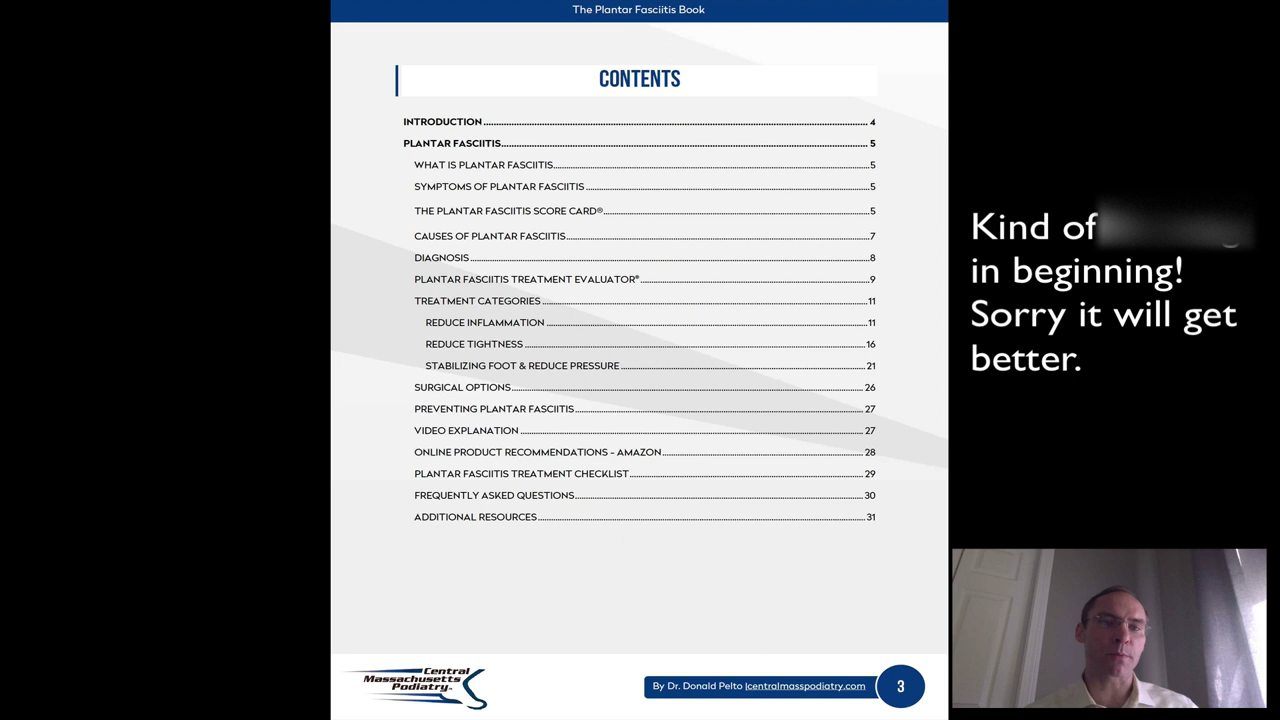 The Plantar Fasciitis Book
CONTENTS
INTRODUCTION 4
PLANTAR FASCIITIS 5
WHAT IS PLANTAR FASCIITIS 5
SYMPTOMS OF PLANTAR FASCIITIS 5
THE PLANTAR FASCIITIS SCORE CARD® 5
CAUSES OF PLANTAR FASCIITIS 7
DIAGNOSIS 8
PLANTAR FASCIITIS TREATMENT EVALUATOR® 9
TREATMENT CATEGORIES 11
REDUCE INFLAMMATION 11
REDUCE TIGHTNESS 16
STABILIZING FOOT & REDUCE PRESSURE 21
SURGICAL OPTIONS 26
PREVENTING PLANTAR FASCIITIS 27
VIDEO EXPLANATION 27
ONLINE PRODUCT RECOMMENDATIONS - AMAZON 28
PLANTAR FASCIITIS TREATMENT CHECKLIST 29
FREQUENTLY ASKED QUESTIONS 30
ADDITIONAL RESOURCES 31
Central
Massachusetts
Podiatry™
By Dr. Donald Pelto |centralmasspodiatry.com
3
Kind of
in beginning!
Sorry it will get
better.